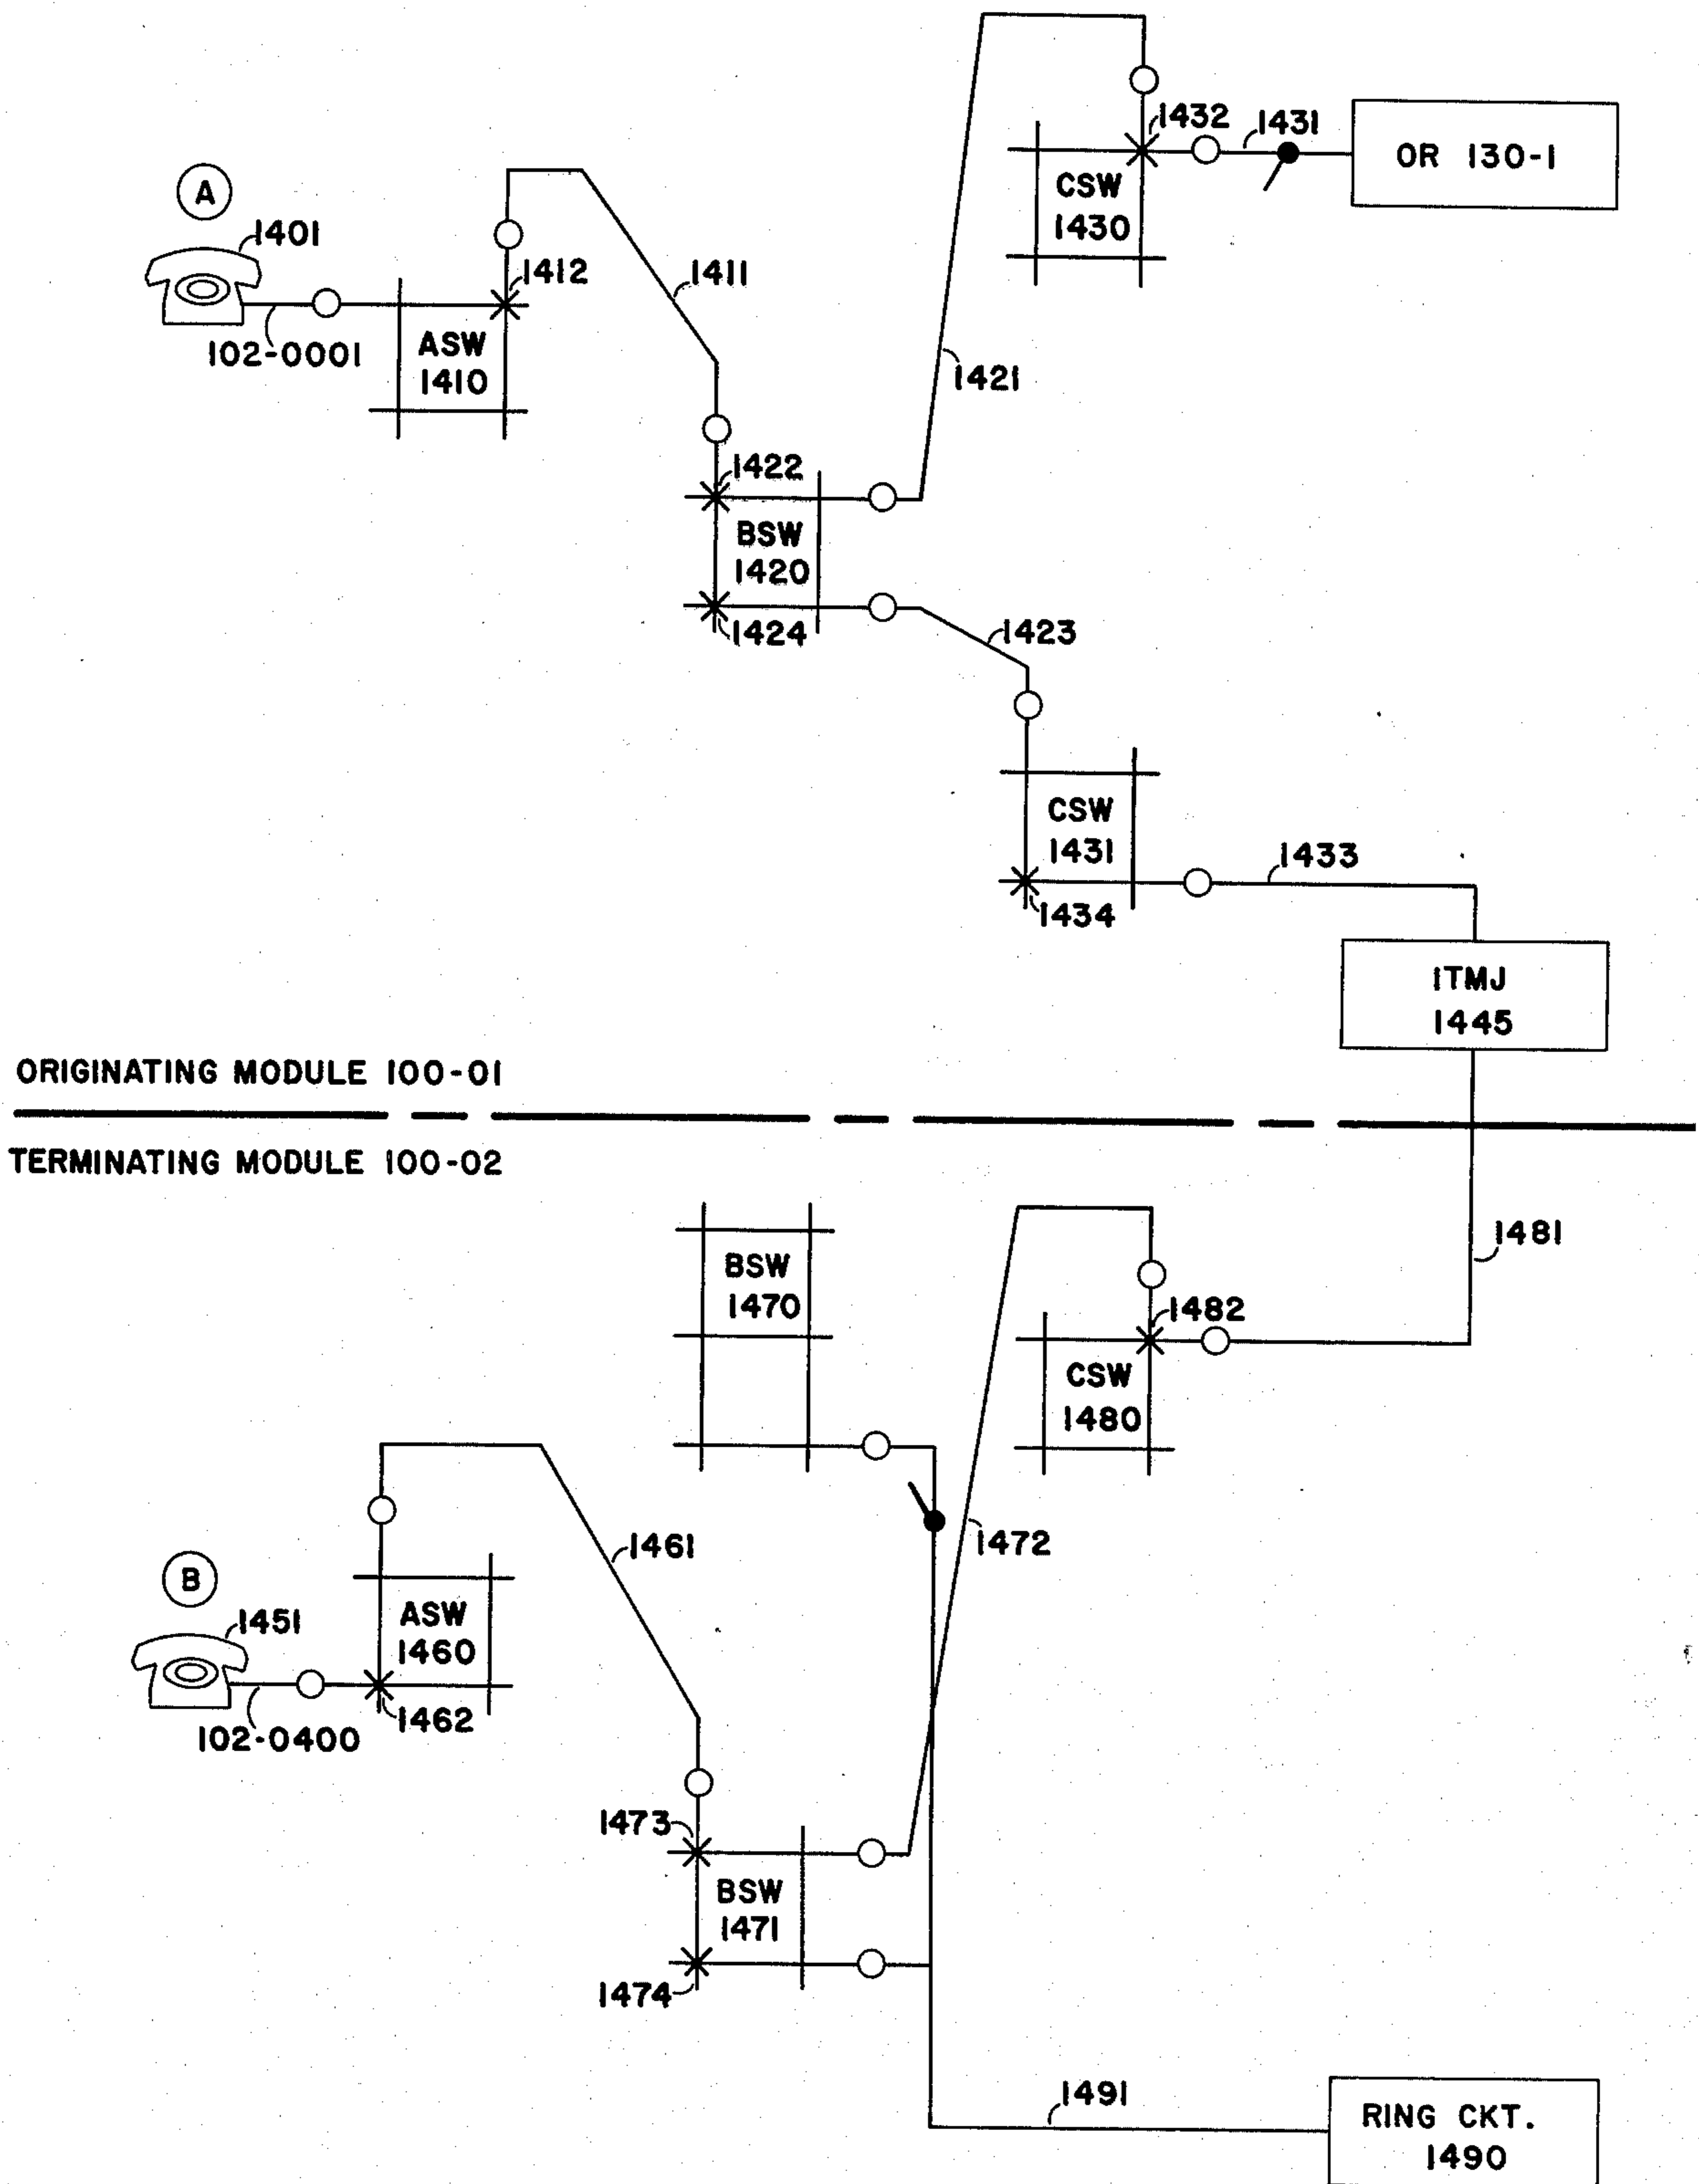 1432
1431
OR 130-1
A
CSW
1430
1401
1412
1411
102-0001
ASW
1410
1421
1422
BSW
1420
1424
1423
CSW
1431
1433
1434
ITMJ
1445
ORIGINATING MODULE 100-01
TERMINATING MODULE 100-02
1481
BSW
1470
1482
CSW
1480
1461
1472
B
1451
ASW
1460
102-0400
1462
1473
BSW
1471
1474
1491
RING CKT.
1490